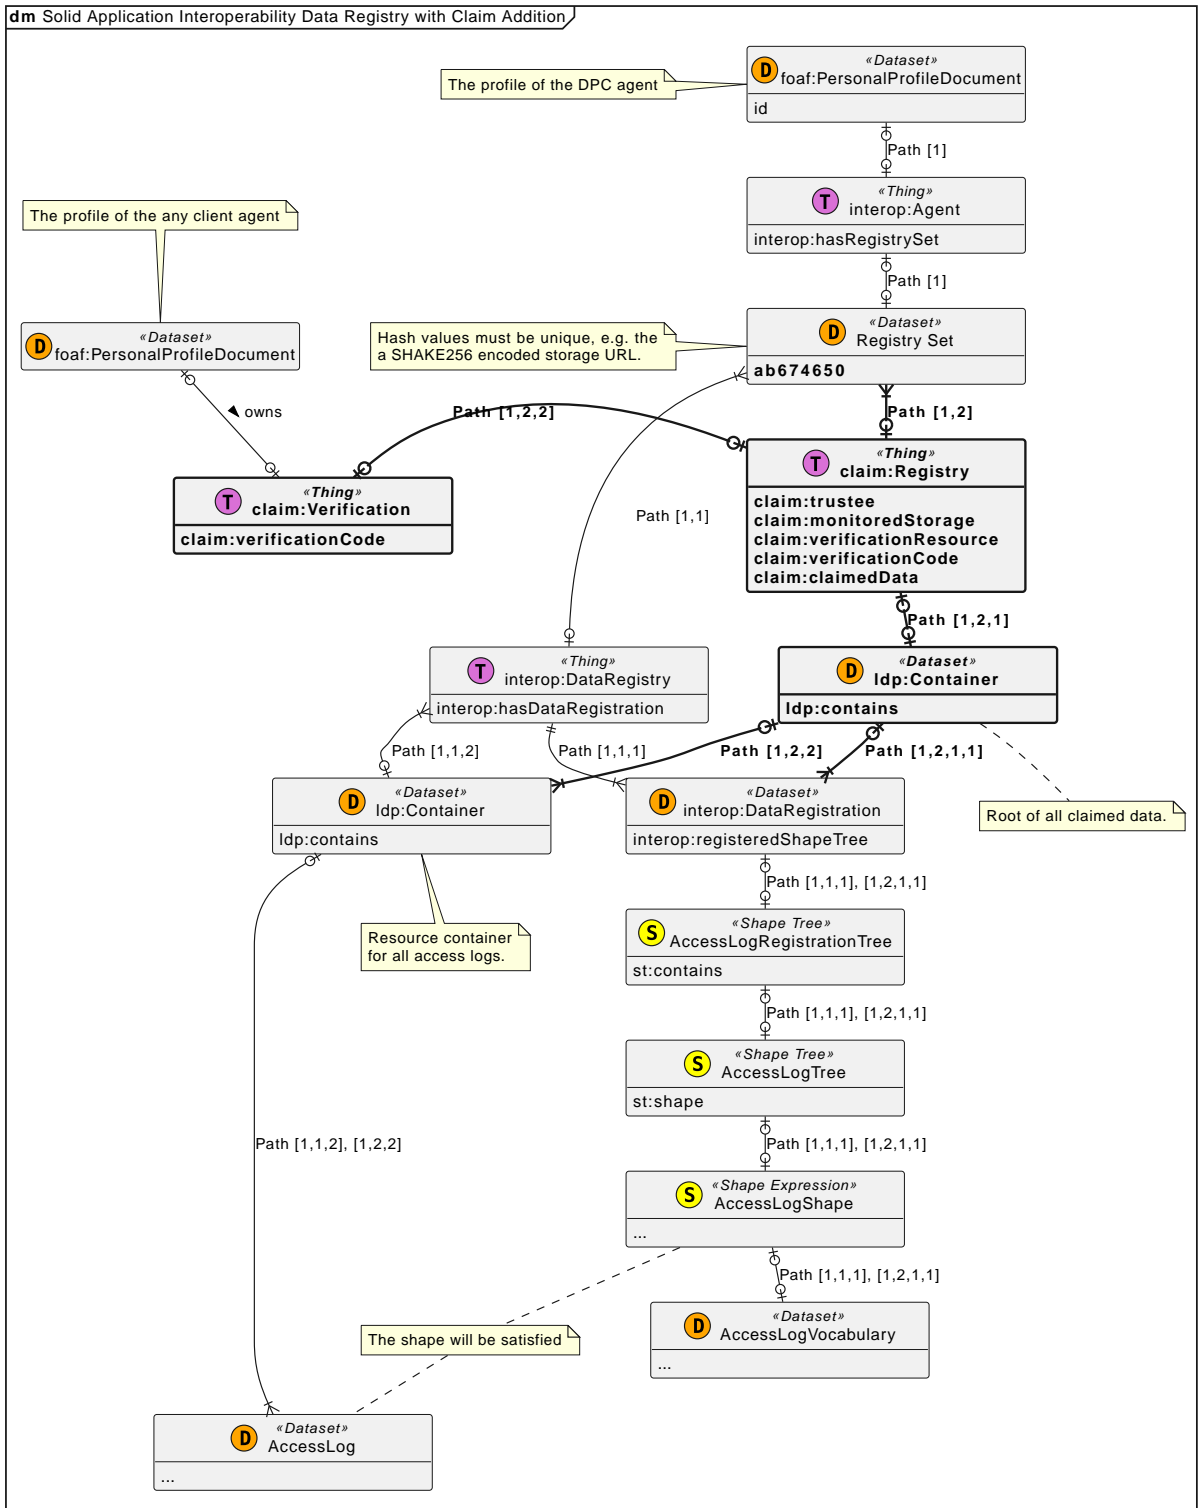 dm Solid Application Interoperability Data Registry with Claim Addition
«Dataset»
D foaf:PersonalProfileDocument
id
The profile of the DPC agent
Path [1]
«Thing»
T interop:Agent
interop:hasRegistrySet
The profile of the any client agent
Path [1]
«Dataset»
D foaf:PersonalProfileDocument
Hash values must be unique, e.g. the
a SHAKE256 encoded storage URL.
«Dataset»
D Registry Set
ab674650
owns
Path [1,2,2]
Path [1,2]
«Thing»
T claim:Verification
claim:verificationCode
Path [1,1]
«Thing»
T claim:Registry
claim:trustee
claim:monitoredStorage
claim:verificationResource
claim:verificationCode
claim:claimedData
Path [1,2,1]
«Thing»
T interop:DataRegistry
interop:hasDataRegistration
«Dataset»
D ldp:Container
ldp:contains
Path [1,1,2]
Path [1,1,1]
Path [1,2,2]
Path [1,2,1,1]
«Dataset»
D ldp:Container
ldp:contains
«Dataset»
D interop:DataRegistration
interop:registeredShapeTree
Root of all claimed data.
Path [1,1,1], [1,2,1,1]
Resource container
for all access logs.
«Shape Tree»
S AccessLogRegistrationTree
st:contains
Path [1,1,1], [1,2,1,1]
«Shape Tree»
S AccessLogTree
st:shape
Path [1,1,2], [1,2,2]
Path [1,1,1], [1,2,1,1]
«Shape Expression»
S AccessLogShape
...
Path [1,1,1], [1,2,1,1]
The shape will be satisfied
«Dataset»
D AccessLogVocabulary
...
«Dataset»
D AccessLog
...